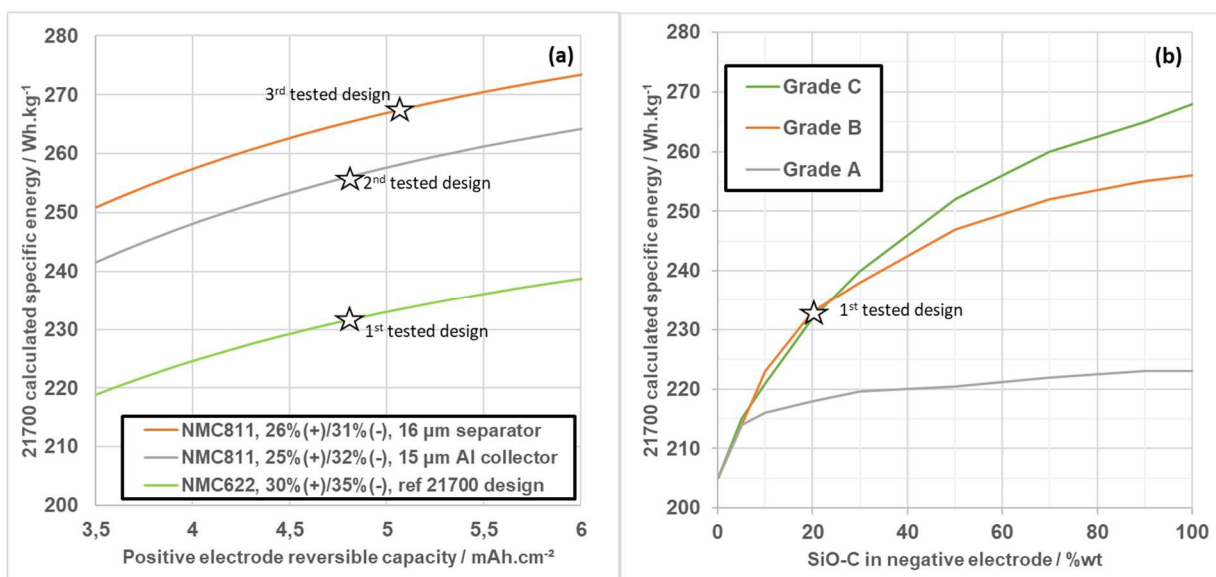 (a)
21700 calculated specific energy / Wh.kg⁻¹
280
270
260
250
240
230
220
210
200
3rd tested design
2nd tested design
1st tested design
NMC811, 26%(+)/31%(-), 16 µm separator
NMC811, 25%(+)/32%(-), 15 µm Al collector
NMC622, 30%(+)/35%(-), ref 21700 design
3,5
4
4,5
5
5,5
6
Positive electrode reversible capacity / mAh.cm⁻²
(b)
21700 calculated specific energy / Wh.kg⁻¹
280
270
260
250
240
230
220
210
200
Grade C
Grade B
Grade A
1st tested design
0
20
40
60
80
100
SiO-C in negative electrode / %wt